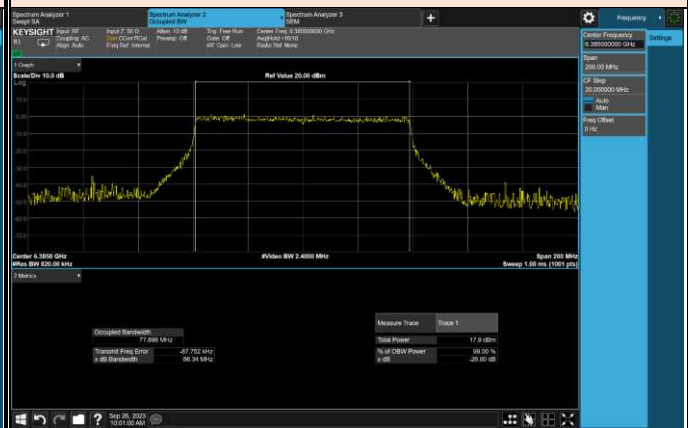 Spectrum Analyzer 1
Swept SA
Spectrum Analyzer 2
Occupied BW
Spectrum Analyzer 3
SEM
Frequency
KEYSIGHT
Input: RF
Coupling: AC
Align: Auto
Input Z: 50 Ω
Corr CCorr RCal
Freq Ref: Internal
Atten: 10 dB
Preamp: Off
Trig: Free Run
Gate: Off
#IF Gain: Low
Center Freq: 6.385000000 GHz
Avg|Hold: >10/10
Radio Std: None
Center Frequency
6.385000000 GHz
Settings
Span
200.00 MHz
CF Step
20.000000 MHz
Auto
Man
Freq Offset
0 Hz
1 Graph
Scale/Div 10.0 dB
Ref Value 20.00 dBm
Log
10.0
0.00
-10.0
-20.0
-30.0
-40.0
-50.0
-60.0
-70.0
Center 6.3850 GHz
#Res BW 820.00 kHz
#Video BW 2.4000 MHz
Span 200 MHz
Sweep 1.00 ms (1001 pts)
2 Metrics
Measure Trace
Trace 1
Occupied Bandwidth
Total Power
17.9 dBm
Transmit Freq Error
-87.752 kHz
% of OBW Power
99.00 %
x dB Bandwidth
x dB
-26.00 dB
?
Sep 26, 2023
10:01:00 AM